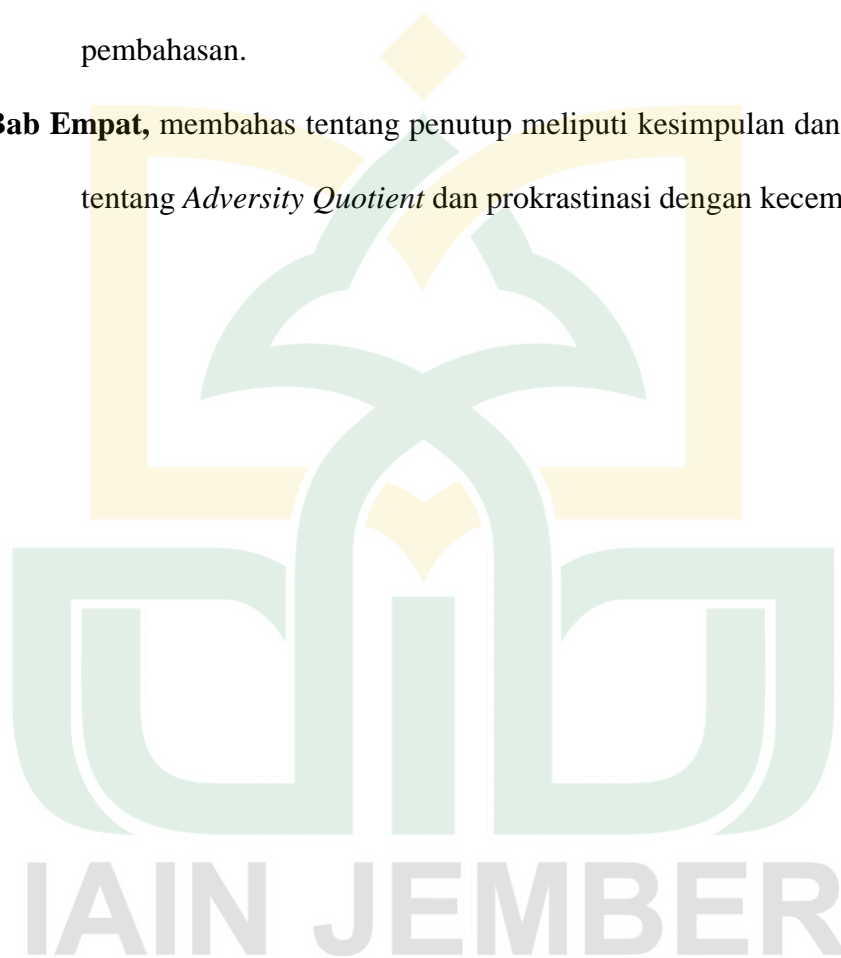 pembahasan.
Bab Empat, membahas tentang penutup meliputi kesimpulan dan
tentang Adversity Quotient dan prokrastinasi dengan kecem
IAIN JEMBER